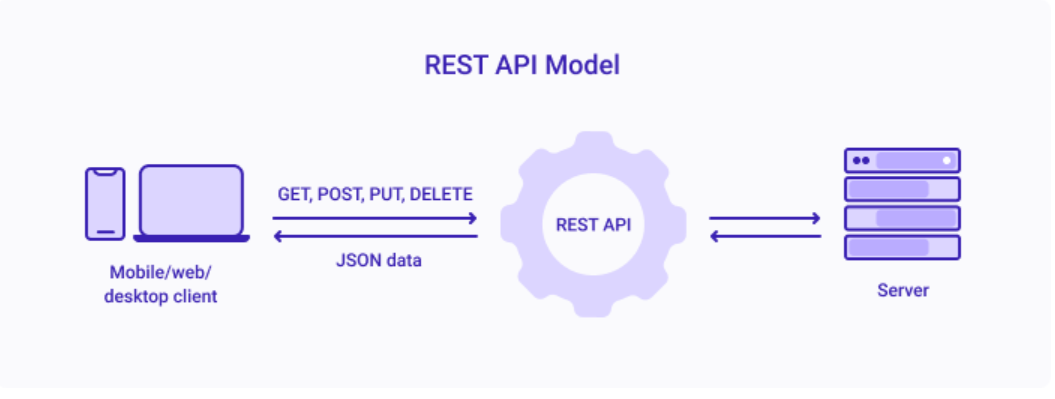 REST API Model
GET, POST, PUT, DELETE
REST API
JSON data
Mobile/web/
desktop client
Server